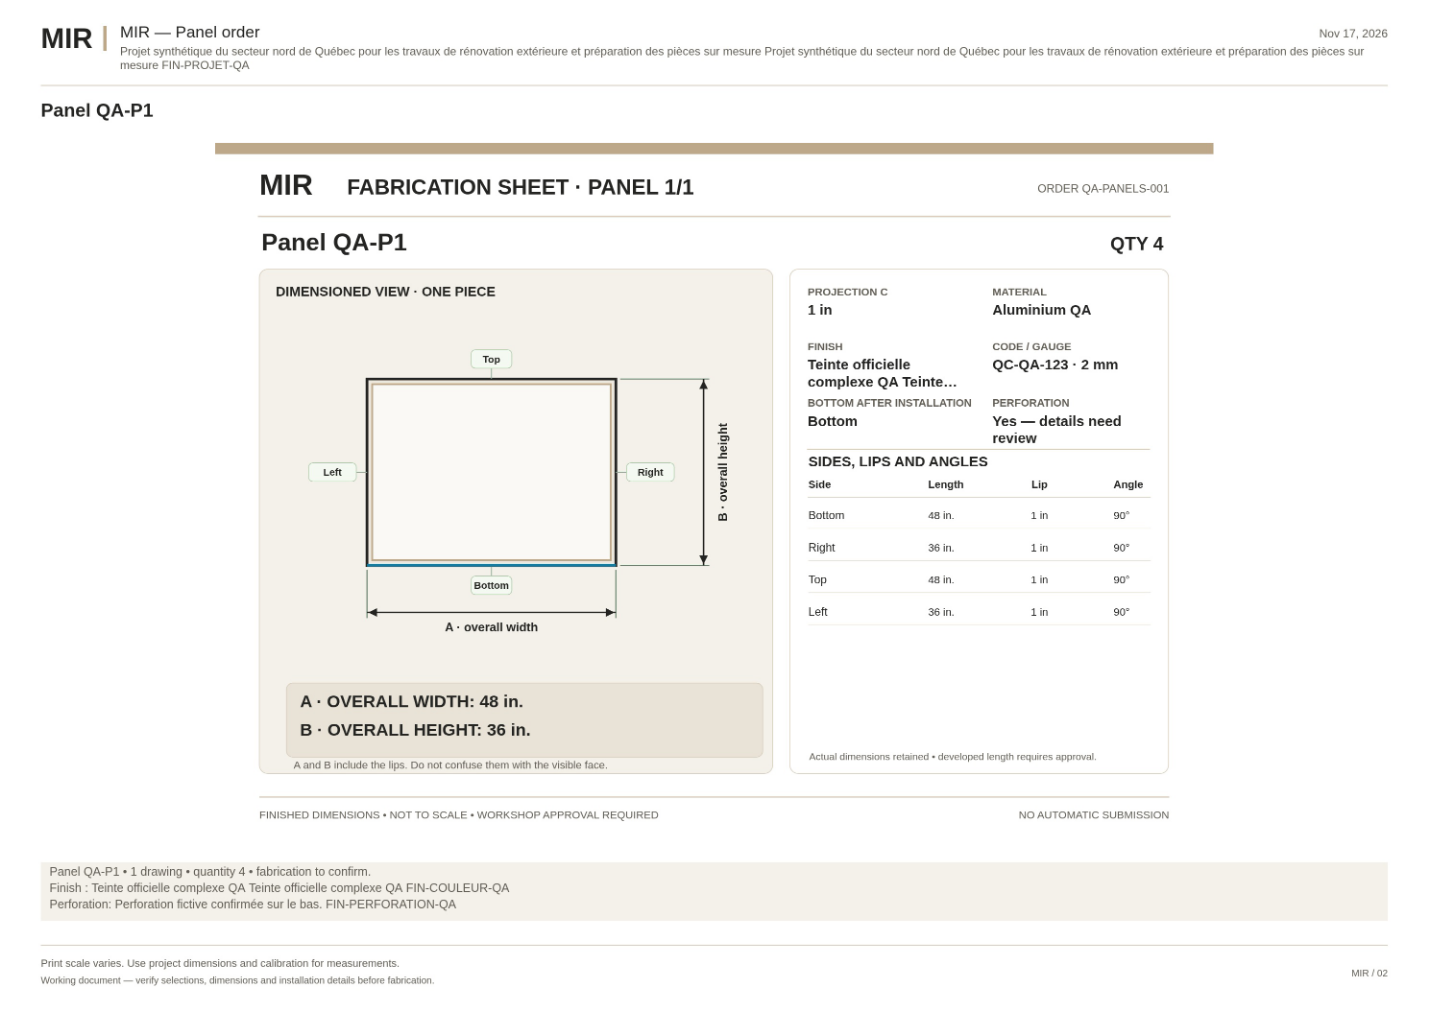 MIR
MIR — Panel order
Nov 17, 2026
Projet synthétique du secteur nord de Québec pour les travaux de rénovation extérieure et préparation des pièces sur mesure Projet synthétique du secteur nord de Québec pour les travaux de rénovation extérieure et préparation des pièces sur
mesure FIN-PROJET-QA
Panel QA-P1
MIR
FABRICATION SHEET · PANEL 1/1
ORDER QA-PANELS-001
Panel QA-P1
QTY 4
DIMENSIONED VIEW · ONE PIECE
Top
Left
Right
B · overall height
Bottom
A · overall width
A · OVERALL WIDTH: 48 in.
B · OVERALL HEIGHT: 36 in.
A and B include the lips. Do not confuse them with the visible face.
PROJECTION C
MATERIAL
1 in
Aluminium QA
FINISH
CODE / GAUGE
Teinte officielle
QC-QA-123 · 2 mm
complexe QA Teinte…
BOTTOM AFTER INSTALLATION
PERFORATION
Bottom
Yes — details need
review
SIDES, LIPS AND ANGLES
Side Length Lip Angle
Bottom 48 in. 1 in 90°
Right 36 in. 1 in 90°
Top 48 in. 1 in 90°
Left 36 in. 1 in 90°
Actual dimensions retained • developed length requires approval.
FINISHED DIMENSIONS • NOT TO SCALE • WORKSHOP APPROVAL REQUIRED
NO AUTOMATIC SUBMISSION
Panel QA-P1 • 1 drawing • quantity 4 • fabrication to confirm.
Finish : Teinte officielle complexe QA Teinte officielle complexe QA FIN-COULEUR-QA
Perforation: Perforation fictive confirmée sur le bas. FIN-PERFORATION-QA
Print scale varies. Use project dimensions and calibration for measurements.
Working document — verify selections, dimensions and installation details before fabrication.
MIR / 02